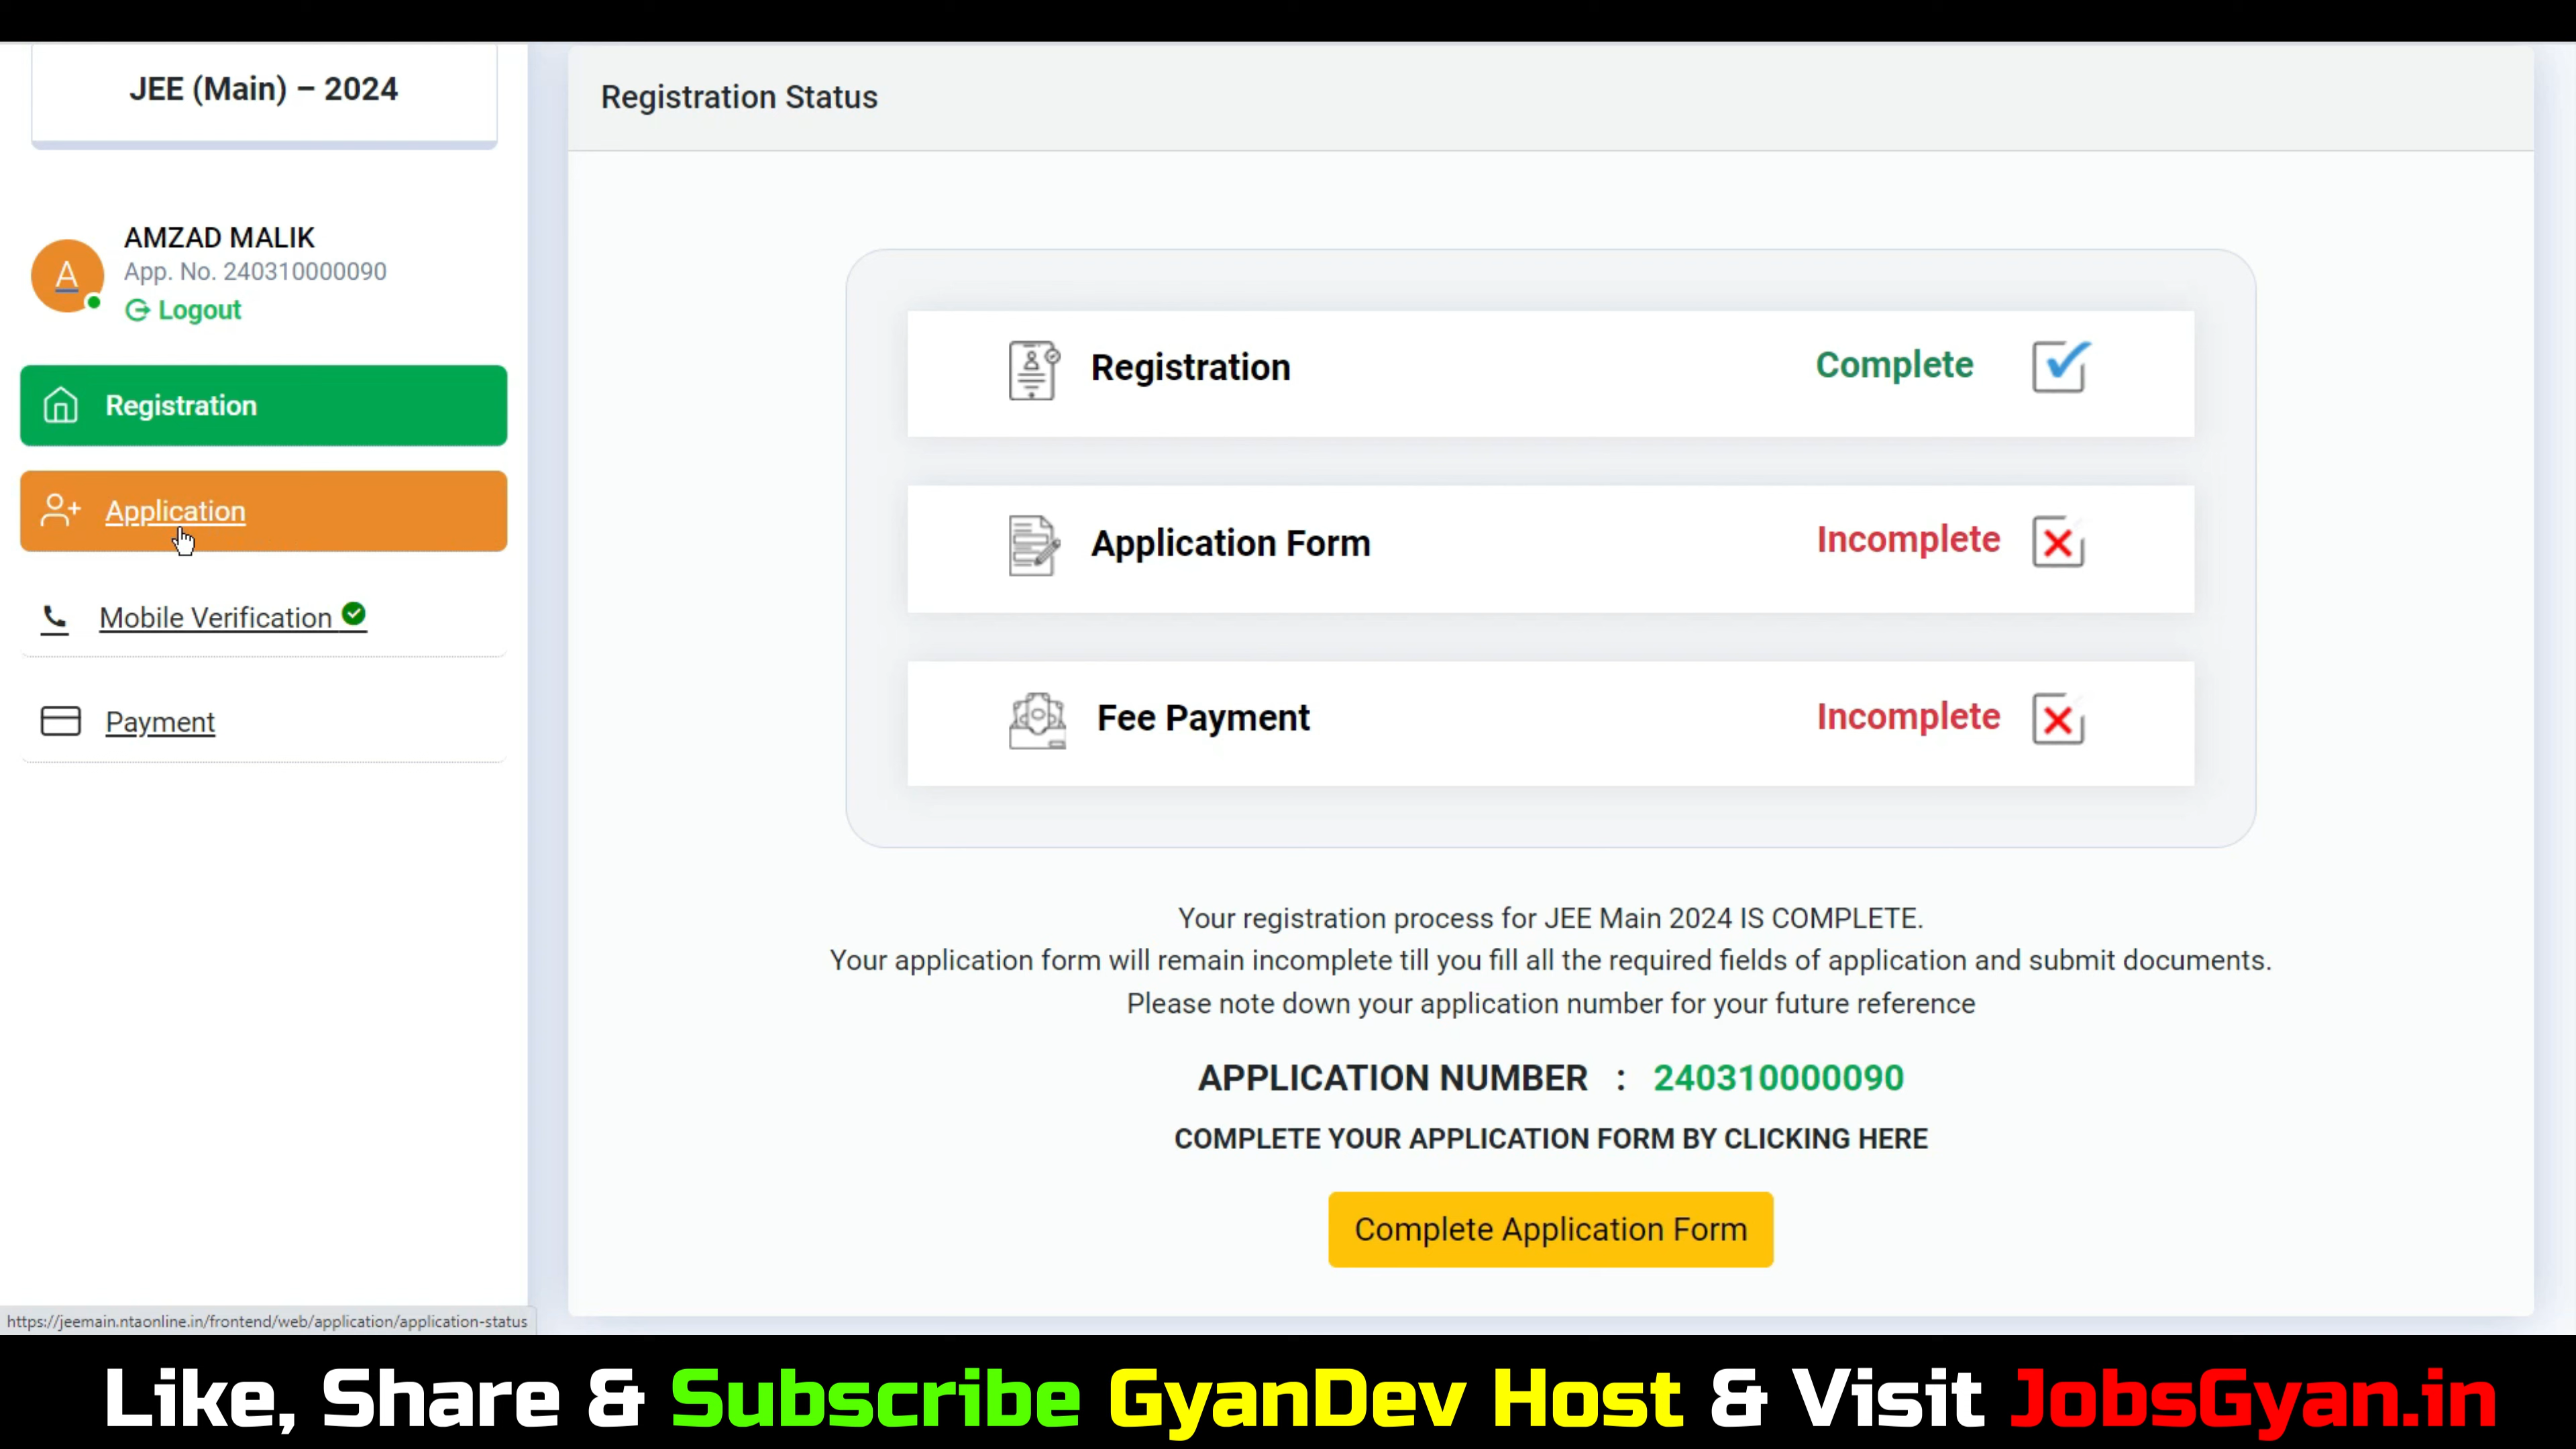 JEE (Main) – 2024
AMZAD MALIK
A
App. No. 240310000090
Logout
Registration
Application
Mobile Verification
Payment
Registration Status
Registration Complete
Application Form Incomplete
Fee Payment Incomplete
Your registration process for JEE Main 2024 IS COMPLETE.
Your application form will remain incomplete till you fill all the required fields of application and submit documents.
Please note down your application number for your future reference
APPLICATION NUMBER : 240310000090
COMPLETE YOUR APPLICATION FORM BY CLICKING HERE
Complete Application Form
https://jeemain.ntaonline.in/frontend/web/application/application-status
Like, Share & Subscribe GyanDev Host & Visit JobsGyan.in